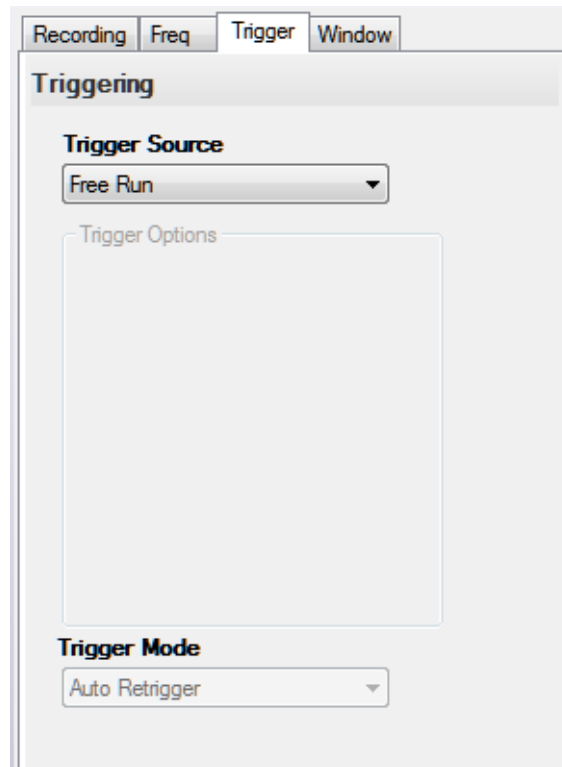 Recording Freq Trigger Window
Triggering
Trigger Source
Free Run
Trigger Options
Trigger Mode
Auto Retrigger